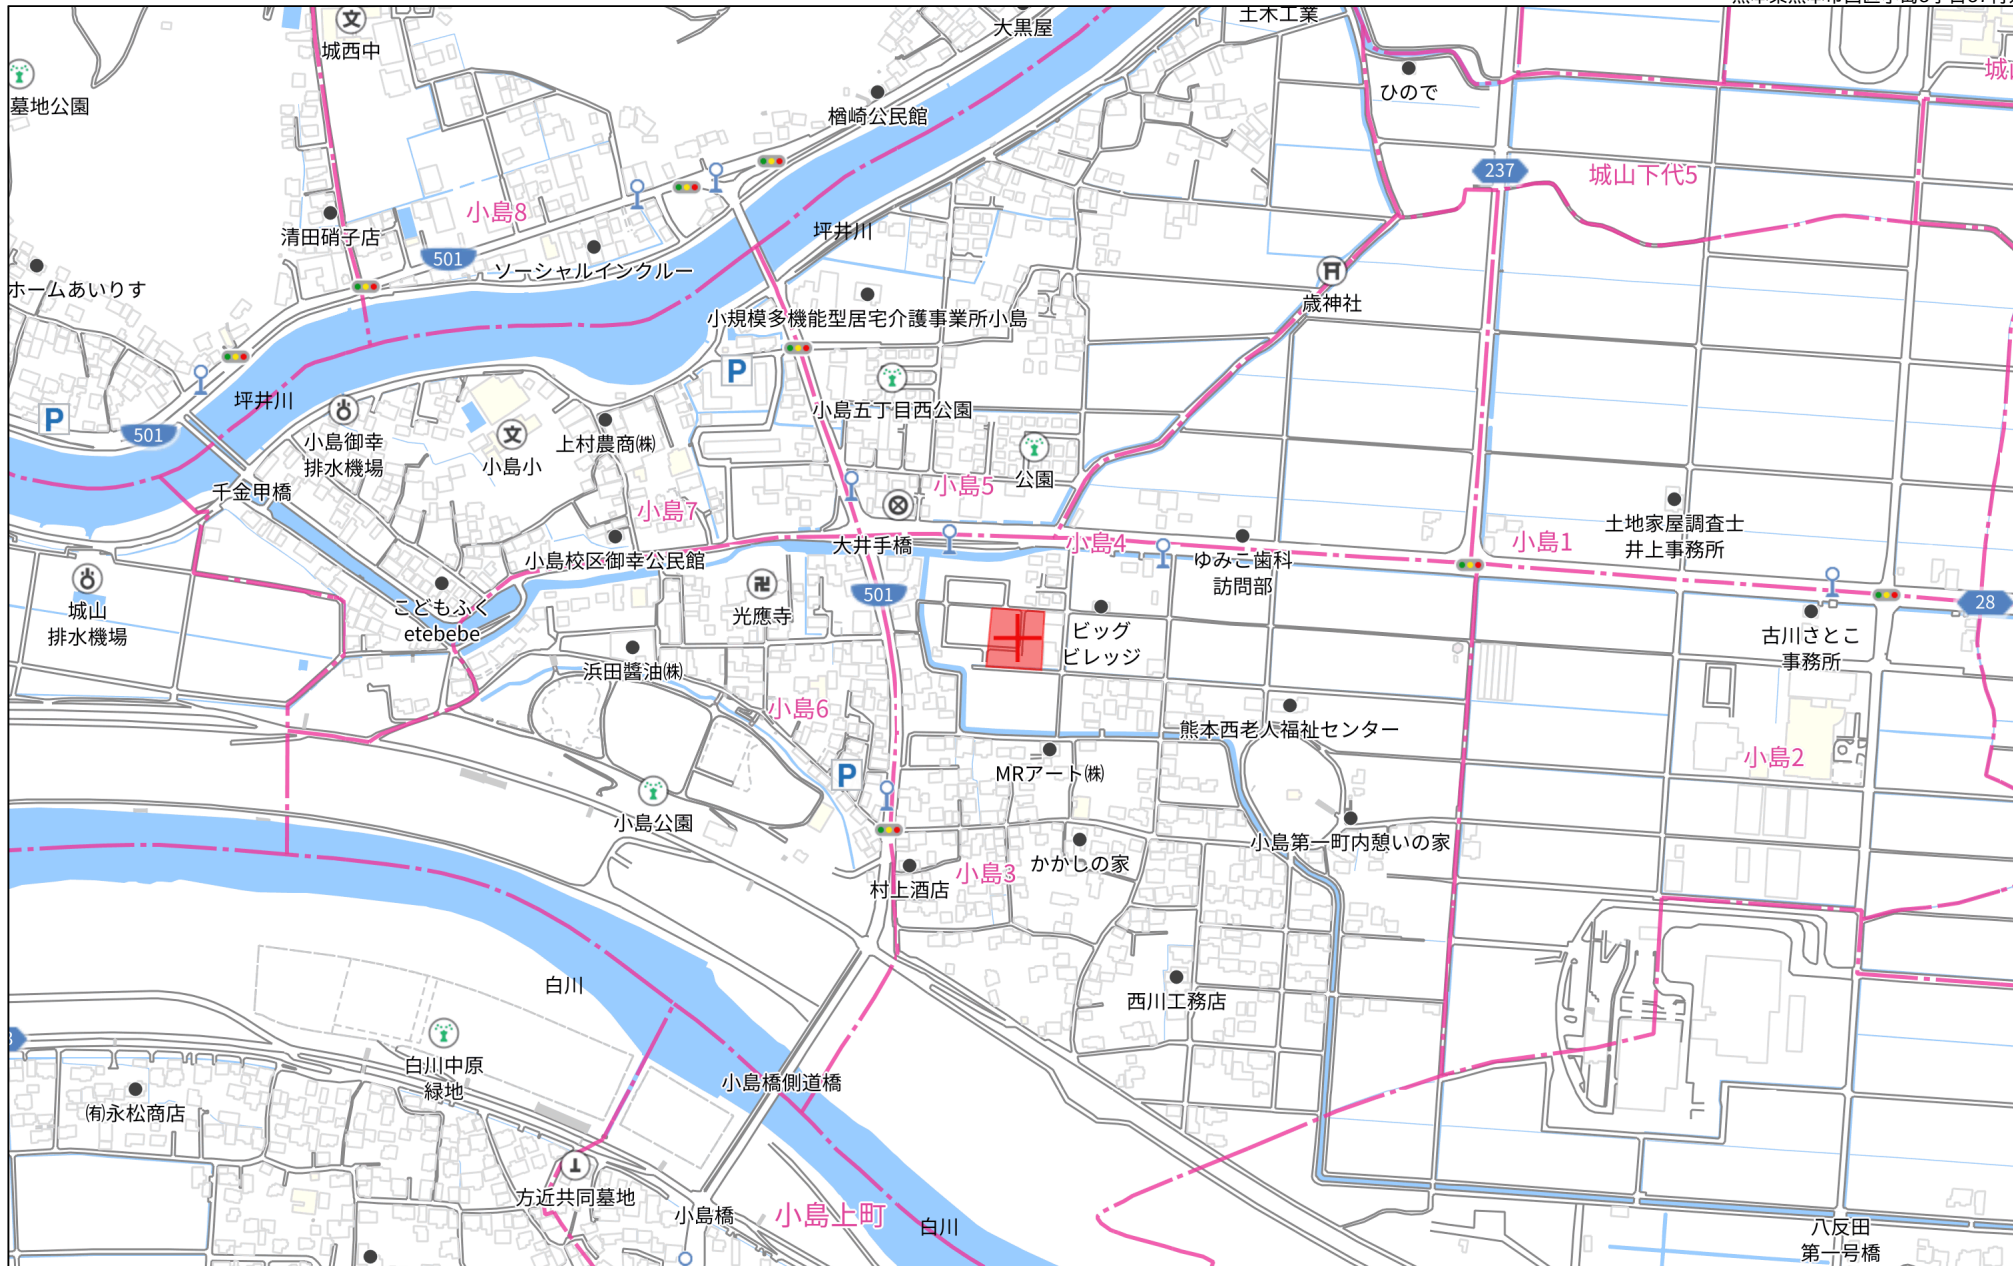 土木工業
大黒屋
城西中
墓地公園
ひので
楢崎公民館
237
城山下代5
小島8
清田硝子店
坪井川
501
ソーシャルインクルー
ホームあいりす
歳神社
小規模多機能型居宅介護事業所小島
P
坪井川
小島五丁目西公園
P
501
小島御幸
排水機場
小島小
上村農商㈱
公園
小島5
千金甲橋
小島7
土地家屋調査士
井上事務所
大井手橋
小島4
小島1
小島校区御幸公民館
ゆみこ歯科
訪問部
城山
排水機場
こどもふく
etebebe
光應寺
501
28
ビッグ
ビレッジ
古川さとこ
事務所
浜田醬油㈱
小島6
熊本西老人福祉センター
小島2
P
MRアート㈱
小島公園
小島第一町内憩いの家
かかしの家
小島3
村上酒店
白川
西川工務店
白川中原
緑地
小島橋側道橋
㈲永松商店
方近共同墓地
小島橋
小島上町
白川
八反田
第一号橋